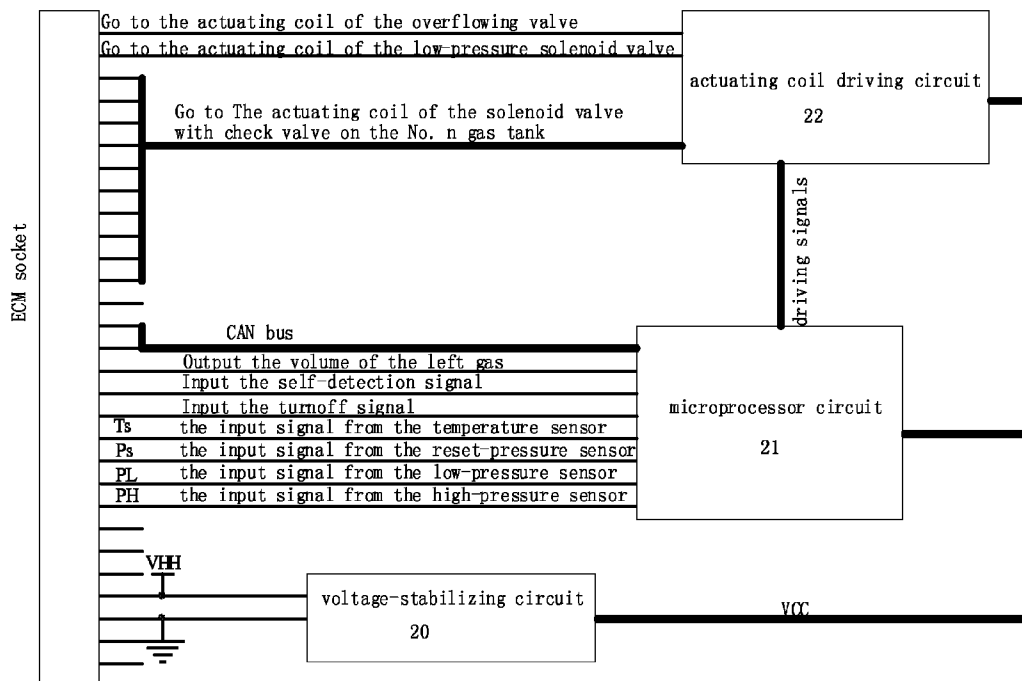 Go to the actuating coil of the overflowing valve
Go to the actuating coil of the low-pressure solenoid valve
actuating coil driving circuit
22
Go to The actuating coil of the solenoid valve
with check valve on the No. n gas tank
driving signals
ECM socket
CAN bus
Output the volume of the left gas
Input the self-detection signal
Input the turnoff signal
Ts the input signal from the temperature sensor
Ps the input signal from the reset-pressure sensor
PL the input signal from the low-pressure sensor
PH the input signal from the high-pressure sensor
microprocessor circuit
21
VHH
voltage-stabilizing circuit
20
VCC